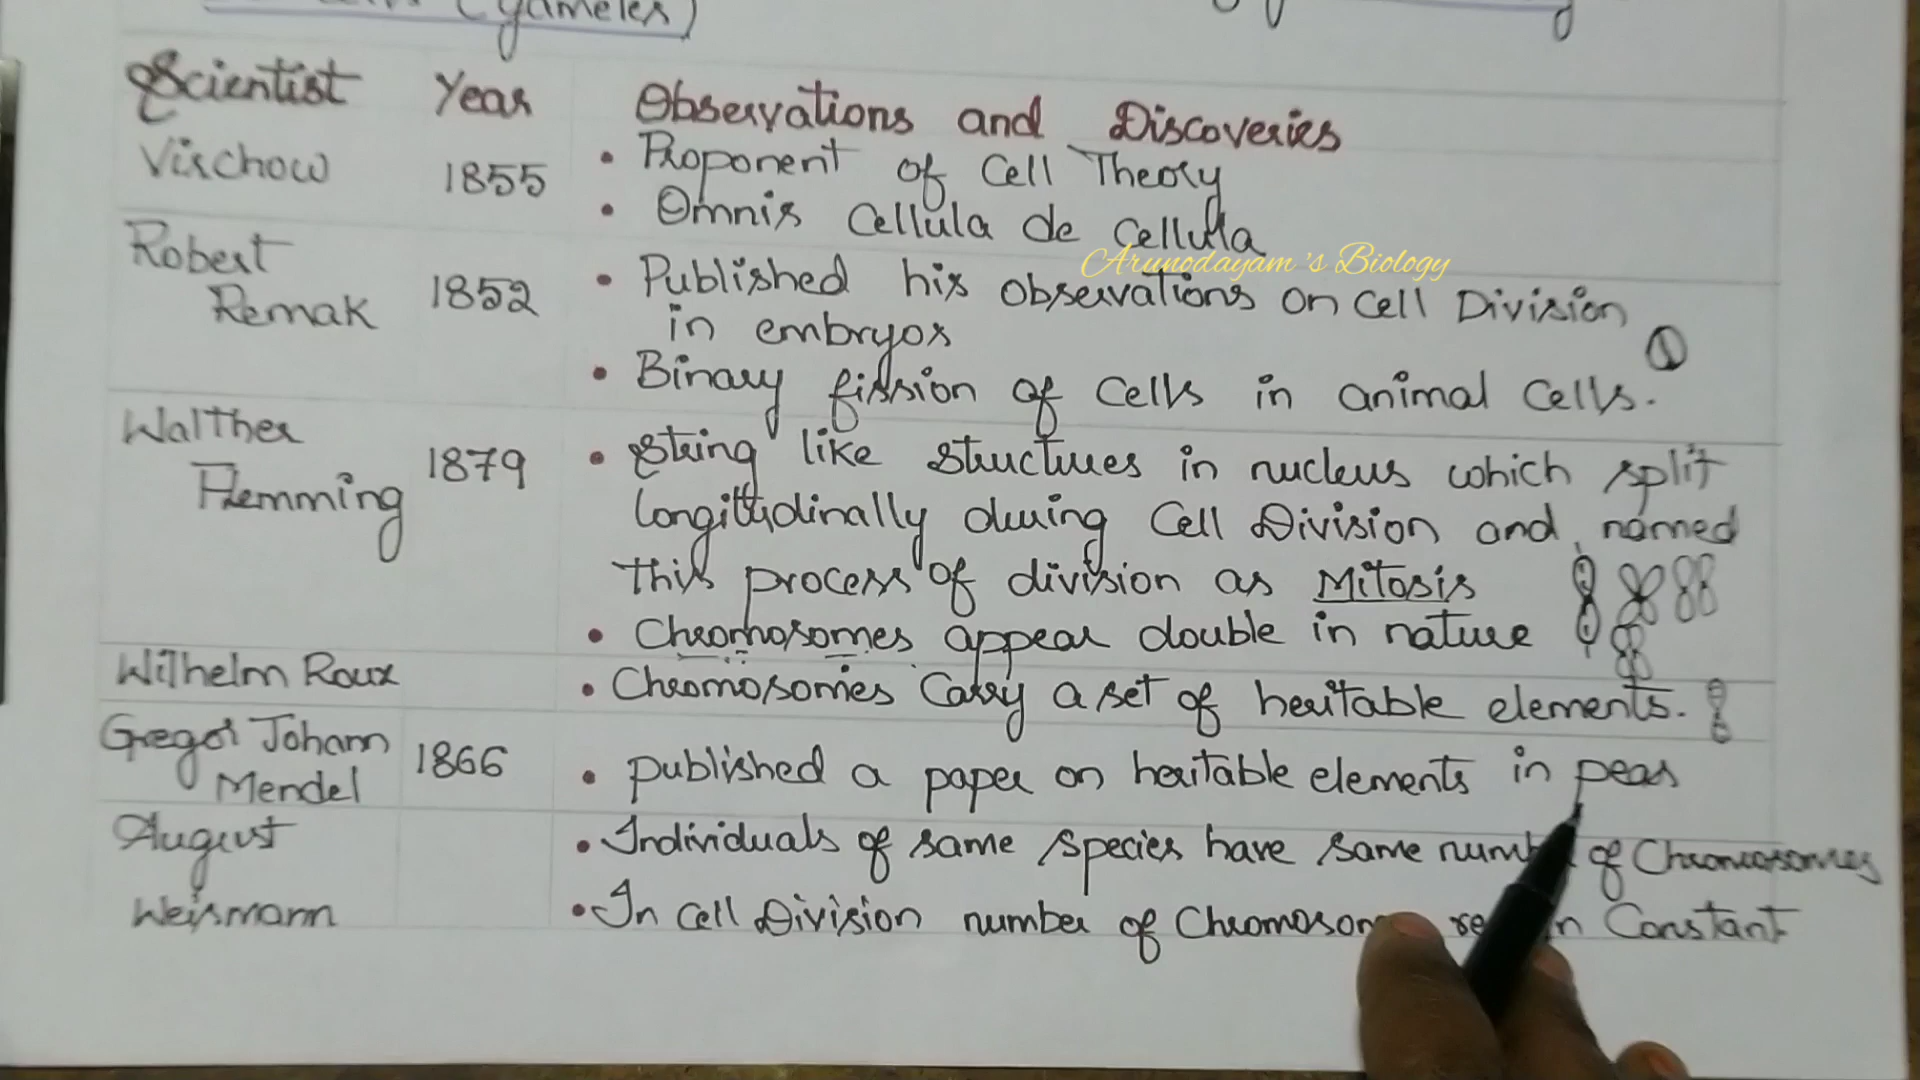 (gametes)
Scientist Year Observations and Discoveries
Virchow 1855 • Proponent of Cell Theory
• Omnis Cellula de Cellula
Arunodayam's Biology
Robert Remak 1852 • Published his observations on Cell Division
in embryos
• Binary fission of Cells in animal Cells.
Walther Flemming 1879 • String like structures in nucleus which split
longittudinally during Cell Division and named
this process of division as Mitosis
• Chromosomes appear double in nature
Wilhelm Roux • Chromosomes Carry a set of heritable elements.
Gregor Johann Mendel 1866 • published a paper on heritable elements in peas
August Weismann • Individuals of same species have same number of Chromosomes
• In Cell Division number of Chromosom Constant